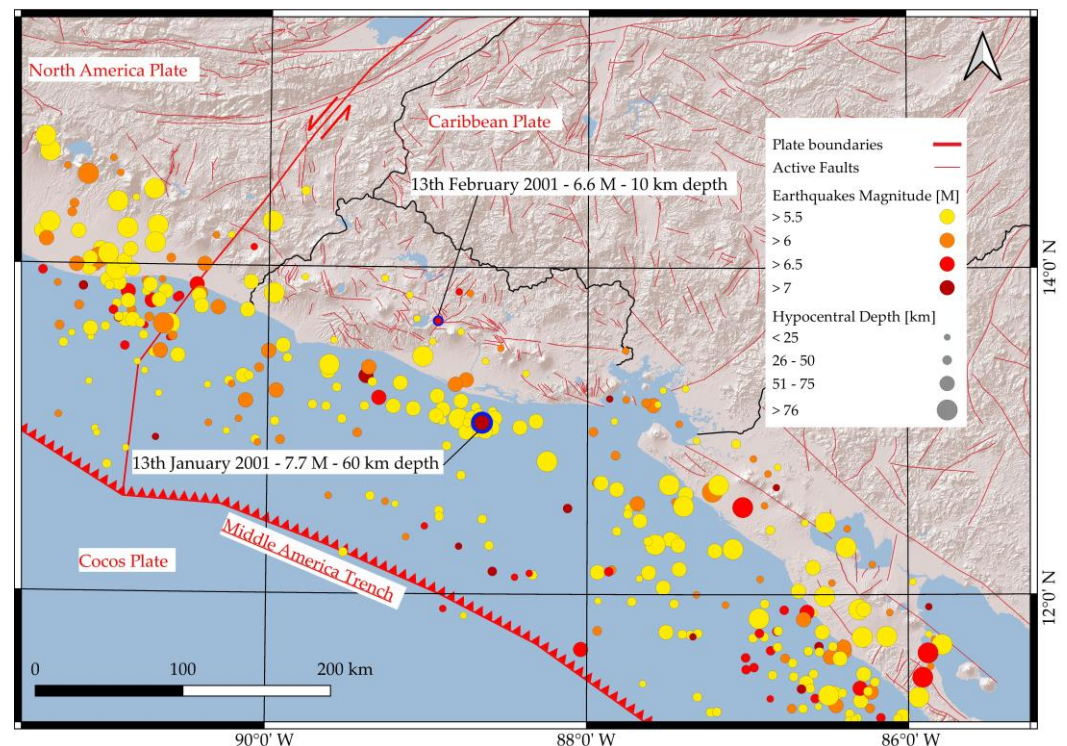 North America Plate
Caribbean Plate
13th February 2001 - 6.6 M - 10 km depth
Plate boundaries
Active Faults
Earthquakes Magnitude [M]
> 5.5
> 6
> 6.5
> 7
Hypocentral Depth [km]
< 25
26 - 50
51 - 75
> 76
14°0' N
13th January 2001 - 7.7 M - 60 km depth
Middle America Trench
Cocos Plate
12°0' N
0 100 200 km
90°0' W 88°0' W 86°0' W